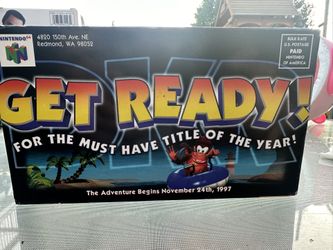 NINTENDO 64
4820 150th Ave. NE
Redmond, WA 98052
BULK RATE
U.S. POSTAGE
PAID
NINTENDO
OF AMERICA
DKR
GET READY!
FOR THE MUST HAVE TITLE OF THE YEAR!
The Adventure Begins November 24th, 1997